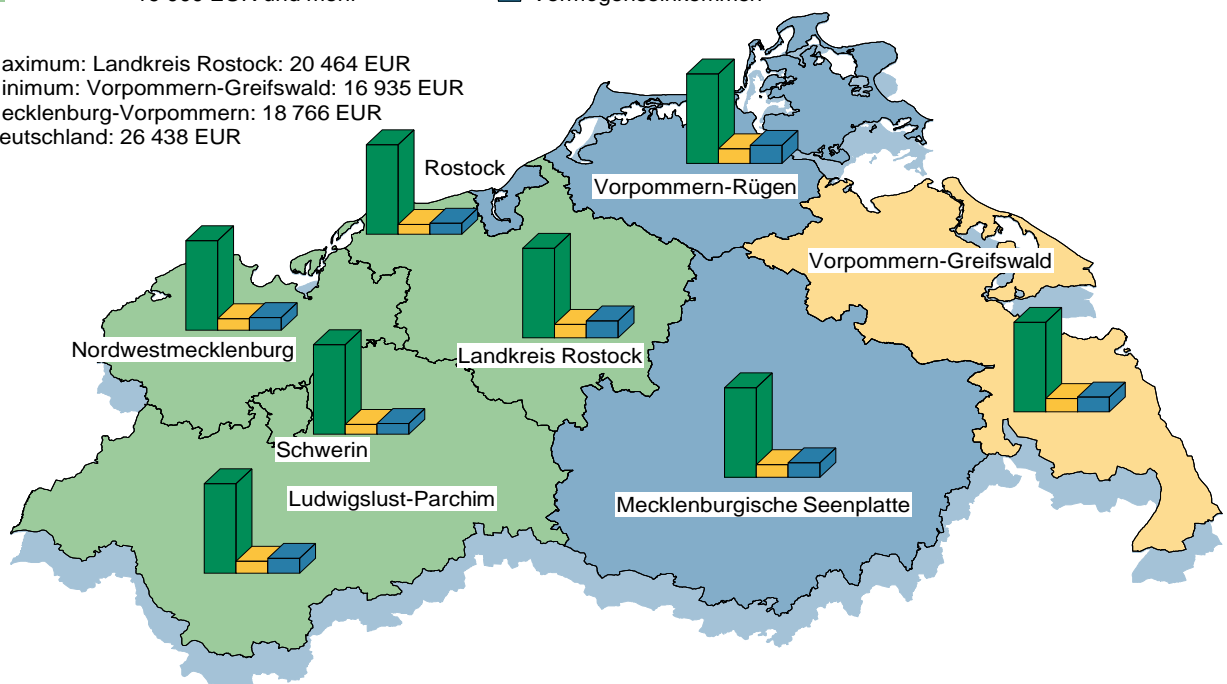 aximum: Landkreis Rostock: 20 464 EUR
inimum: Vorpommern-Greifswald: 16 935 EUR
ecklenburg-Vorpommern: 18 766 EUR
eutschland: 26 438 EUR
Rostock
Vorpommern-Rügen
Vorpommern-Greifswald
Nordwestmecklenburg
Landkreis Rostock
Schwerin
Ludwigslust-Parchim
Mecklenburgische Seenplatte